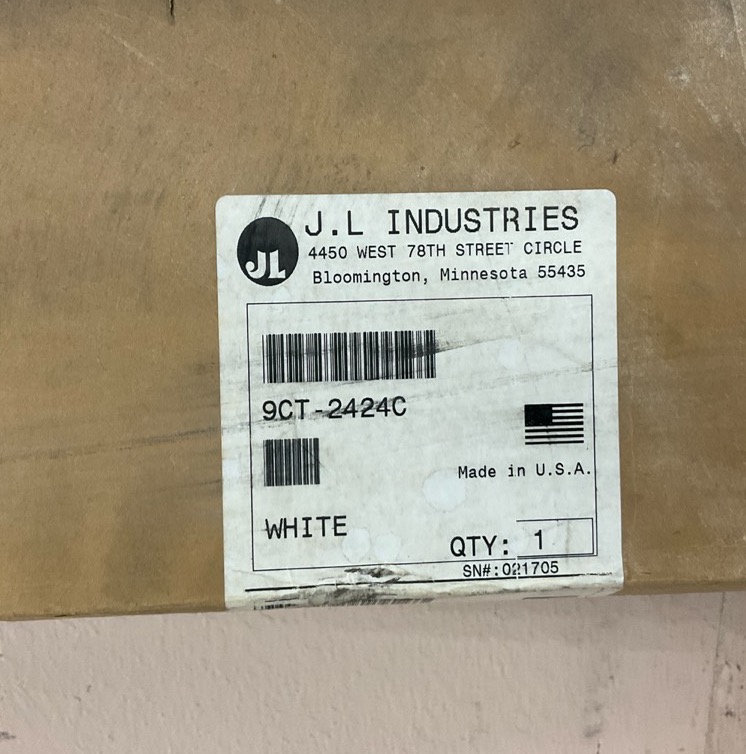 J.L INDUSTRIES
4450 WEST 78TH STREET CIRCLE
JL
Bloomington, Minnesota 55435
9CT-2424C
Made in U.S.A.
WHITE
QTY: 1
SN#:021705